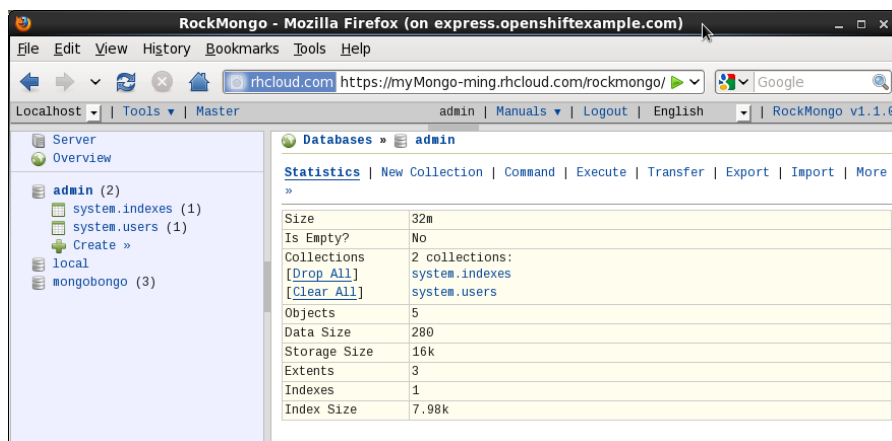 RockMongo - Mozilla Firefox (on express.openshiftexample.com)
File Edit View History Bookmarks Tools Help
rhcloud.com https://myMongo-ming.rhcloud.com/rockmongo/ Google
Localhost | Tools ▾ | Master admin | Manuals ▾ | Logout | English | RockMongo v1.1.0
Server
Overview
admin (2)
system.indexes (1)
system.users (1)
Create »
local
mongobongo (3)
Databases » admin
Statistics | New Collection | Command | Execute | Transfer | Export | Import | More
»
Size 32m
Is Empty? No
Collections 2 collections:
[Drop All] system.indexes
[Clear All] system.users
Objects 5
Data Size 280
Storage Size 16k
Extents 3
Indexes 1
Index Size 7.98k